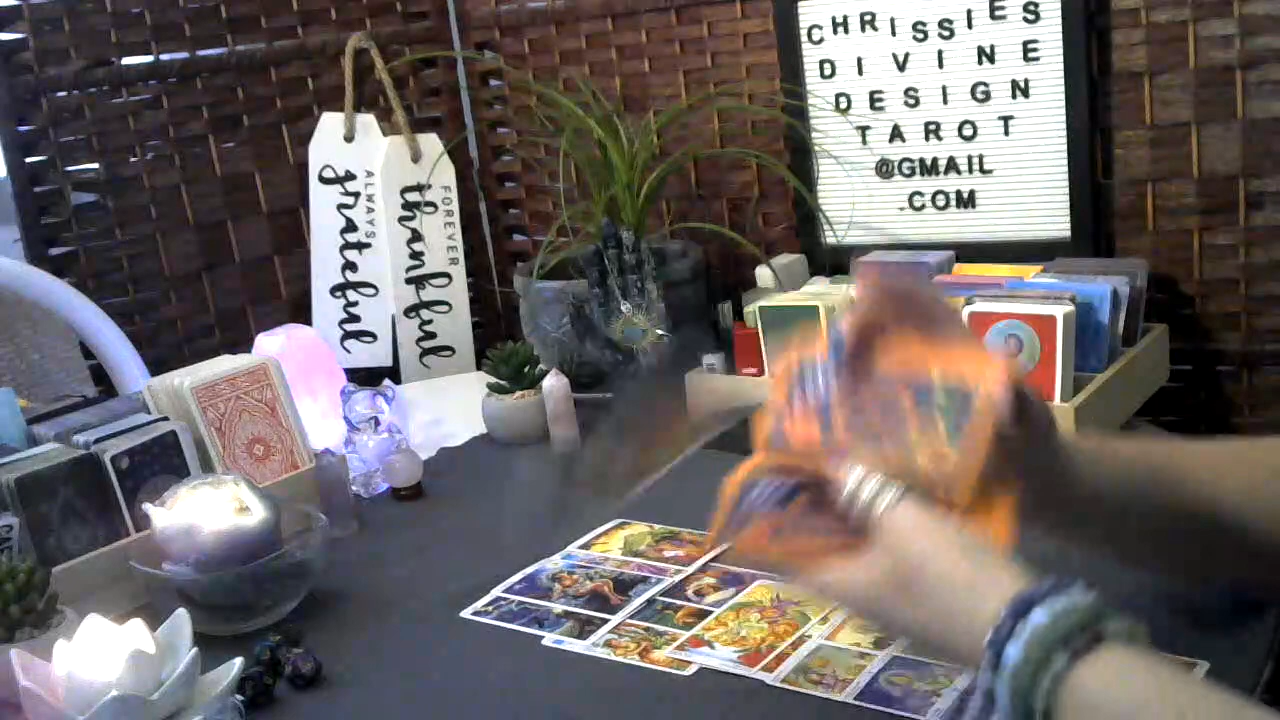 CHRISSIES
DIVINE
DESIGN
TAROT
@GMAIL
.COM
ALWAYS
grateful
FOREVER
thankful